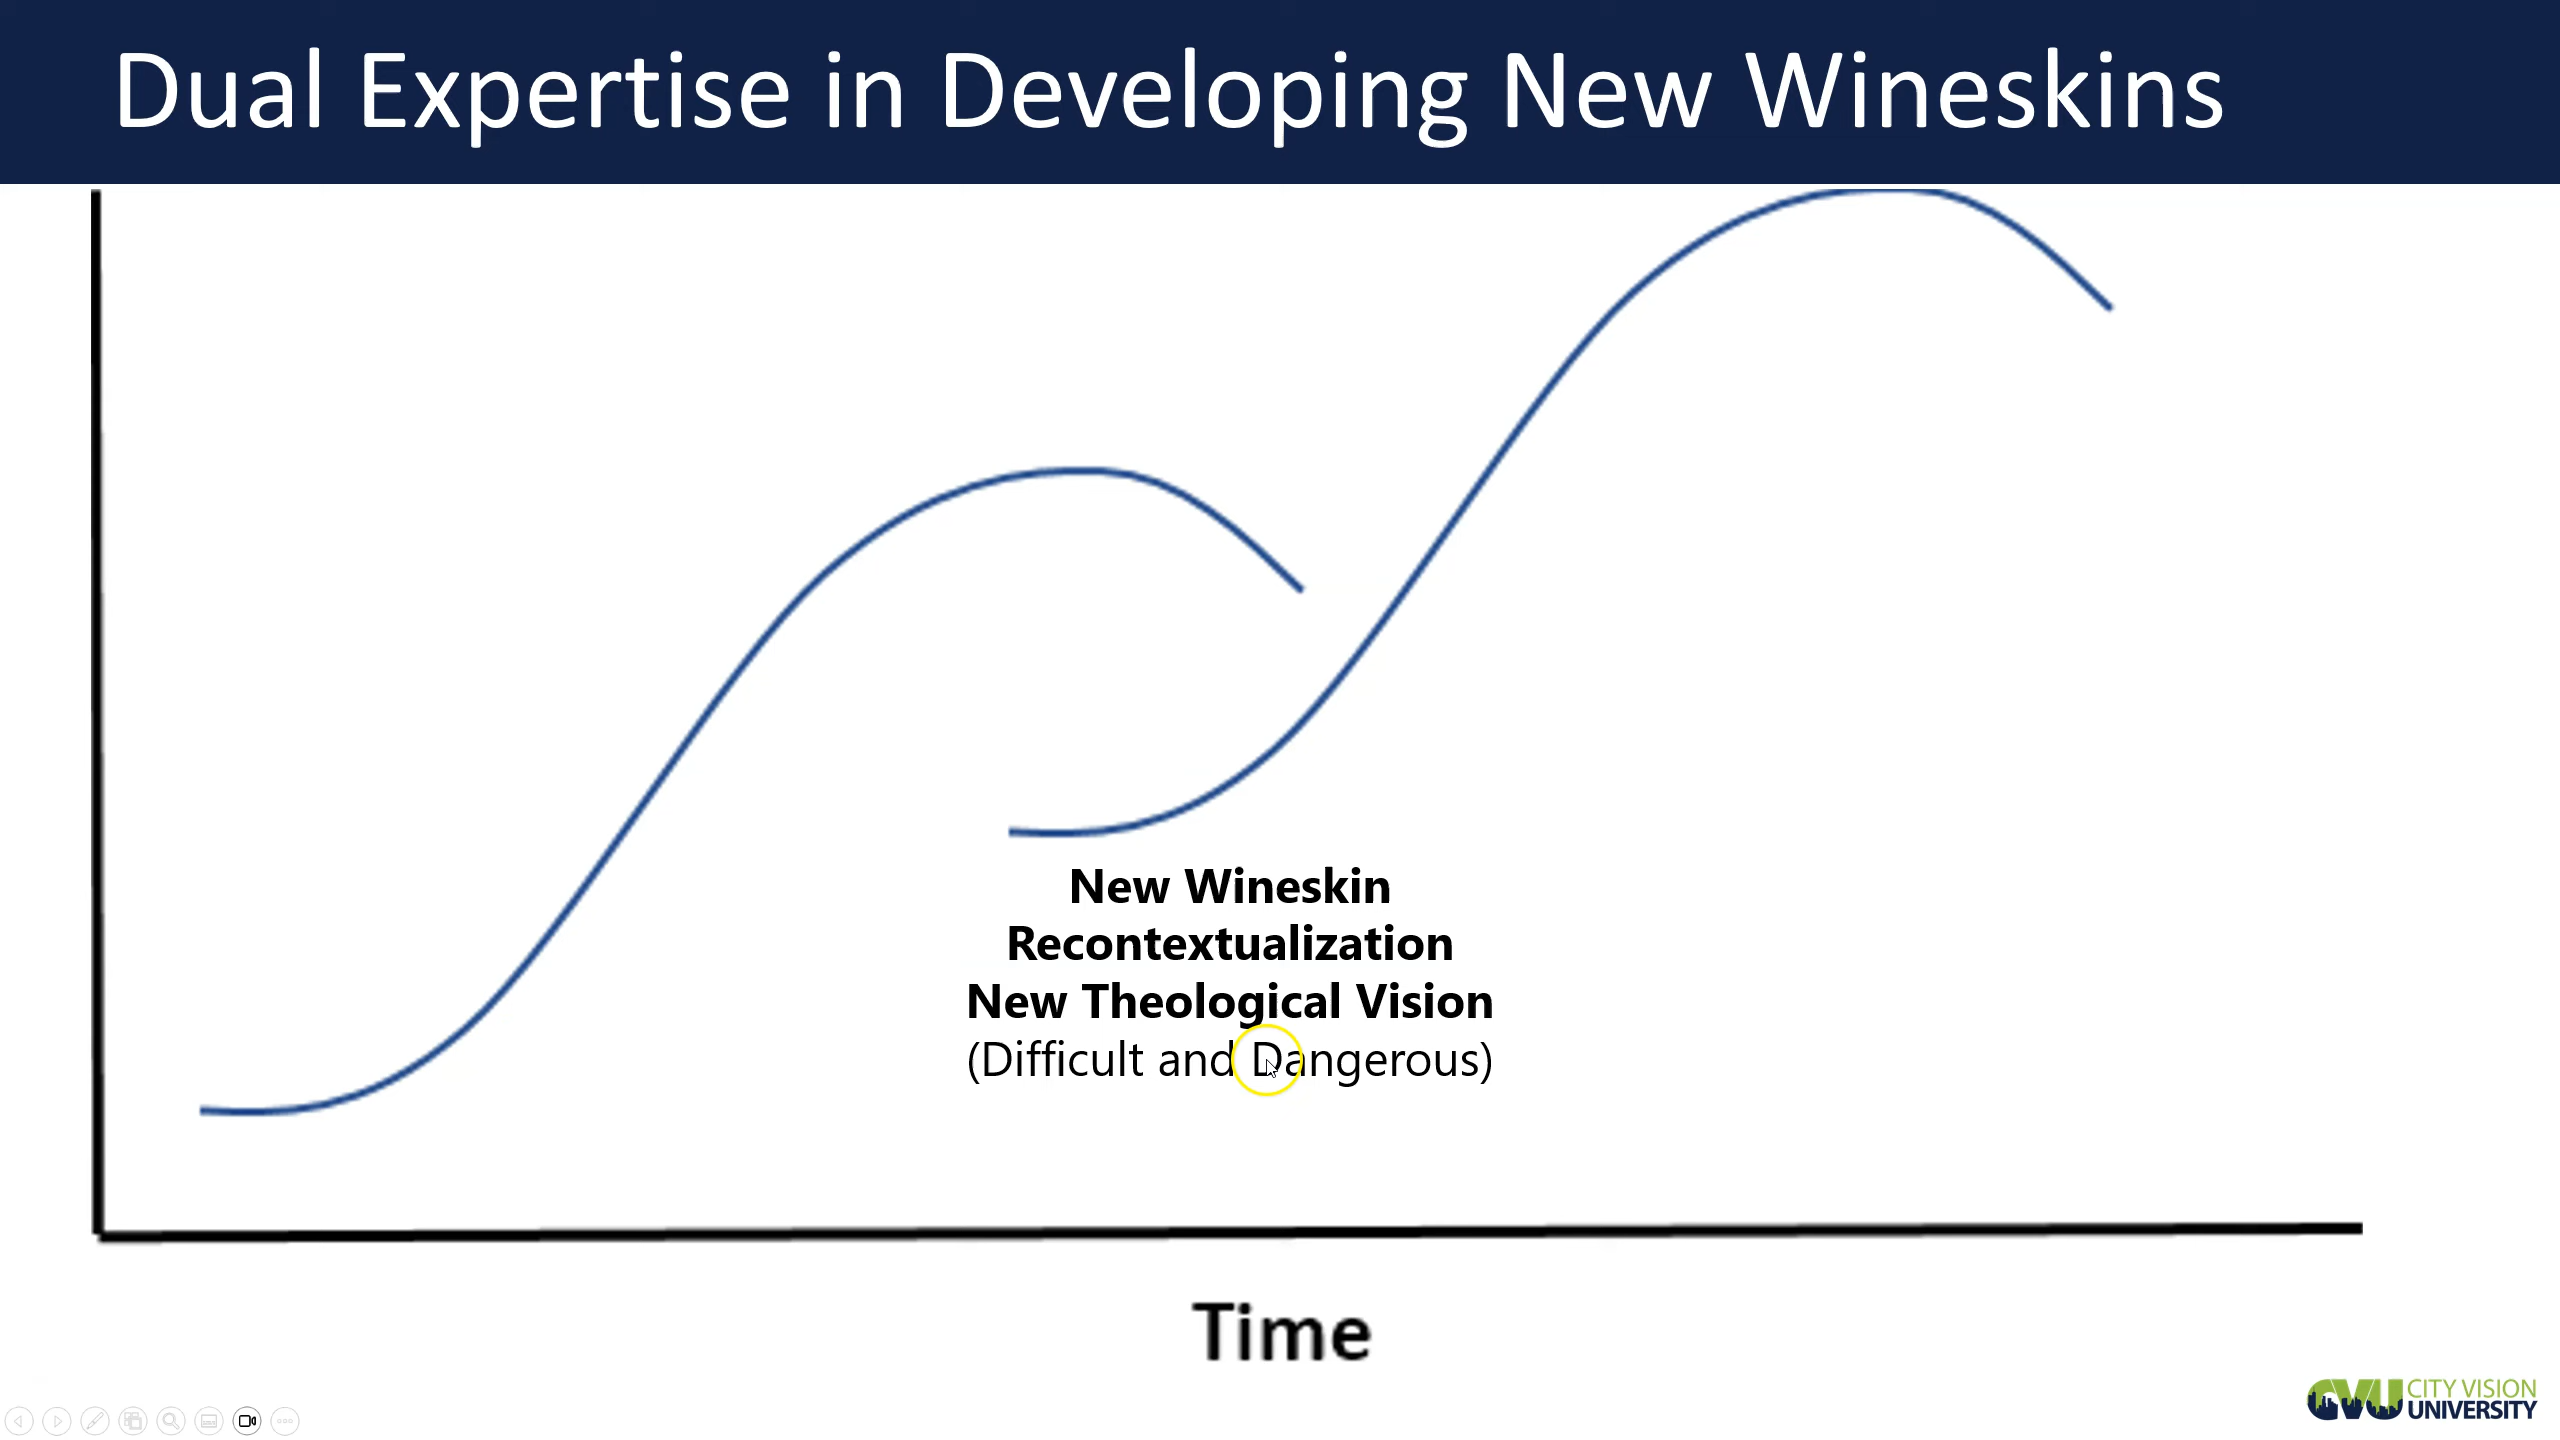 Dual Expertise in Developing New Wineskins
New Wineskin
Recontextualization
New Theological Vision
(Difficult and Dangerous)
Time
CVU CITY VISION
UNIVERSITY